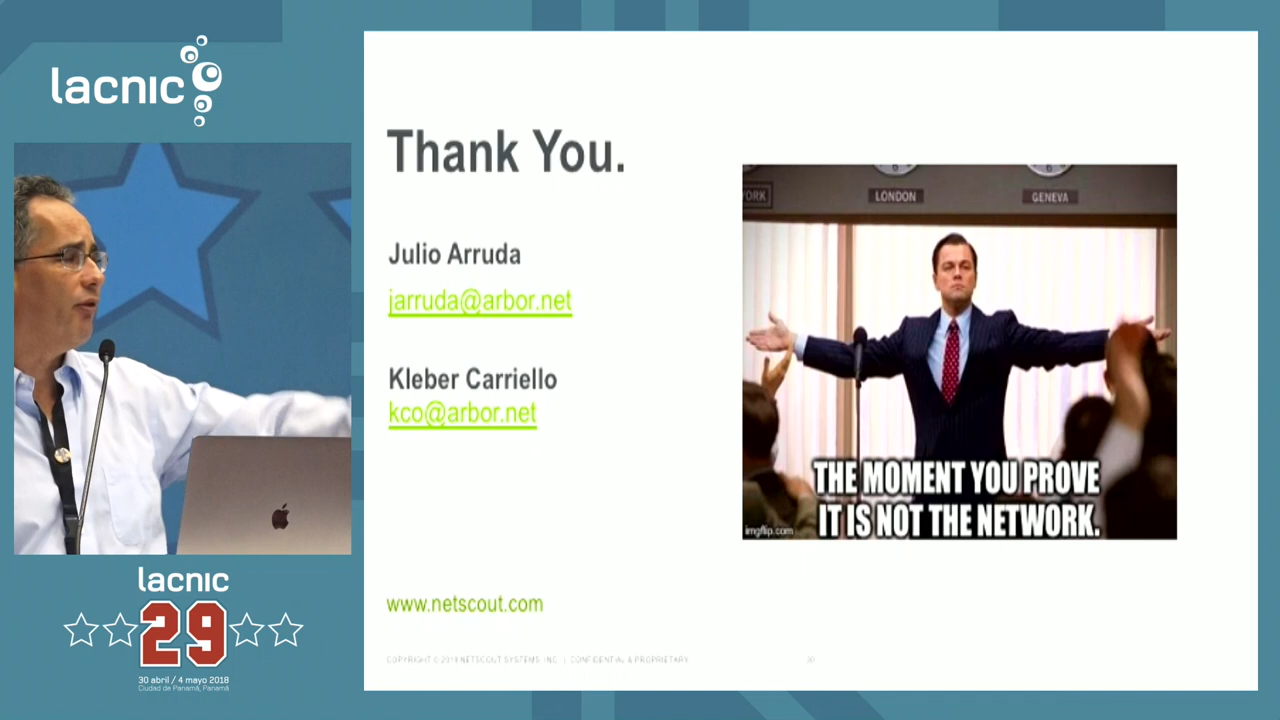 lacnic
Thank You.
Julio Arruda
jarruda@arbor.net
Kleber Carriello
kco@arbor.net
www.netscout.com
COPYRIGHT © 2018 NETSCOUT SYSTEMS, INC. | CONFIDENTIAL & PROPRIETARY
30
YORK
LONDON
GENEVA
THE MOMENT YOU PROVE
IT IS NOT THE NETWORK.
imgflip.com
lacnic
29
30 abril / 4 mayo 2018
Ciudad de Panamá, Panamá